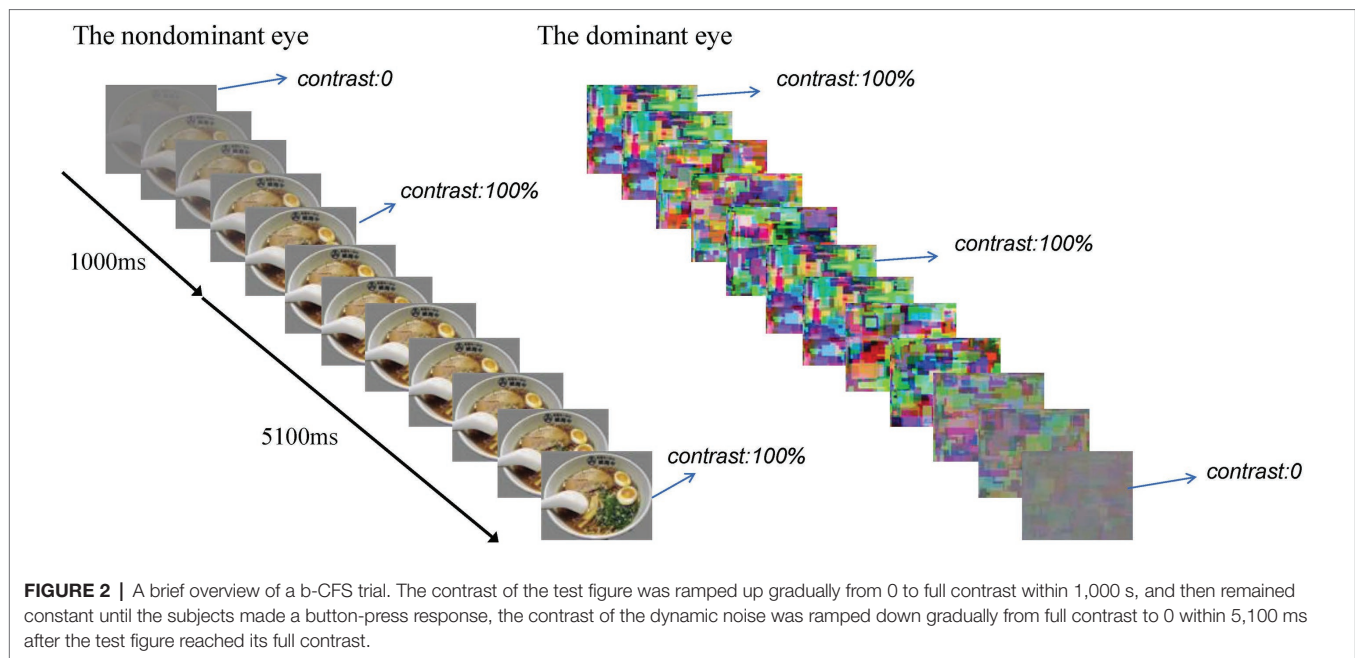 The nondominant eye
The dominant eye
contrast:0
contrast:100%
contrast:100%
contrast:100%
1000ms
5100ms
contrast:100%
contrast:0
FIGURE 2 | A brief overview of a b-CFS trial. The contrast of the test figure was ramped up gradually from 0 to full contrast within 1,000 s, and then remained
constant until the subjects made a button-press response, the contrast of the dynamic noise was ramped down gradually from full contrast to 0 within 5,100 ms
after the test figure reached its full contrast.